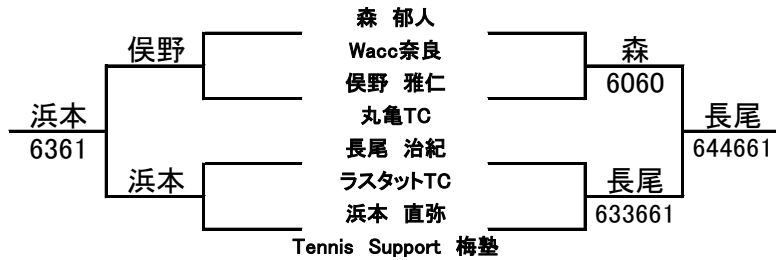 森 郁人
俣野
Wacc奈良
森
俣野 雅仁
6060
浜本
丸亀TC
長尾
6361
長尾 治紀
644661
浜本
ラスタットTC
長尾
浜本 直弥
633661
Tennis Support 梅塾